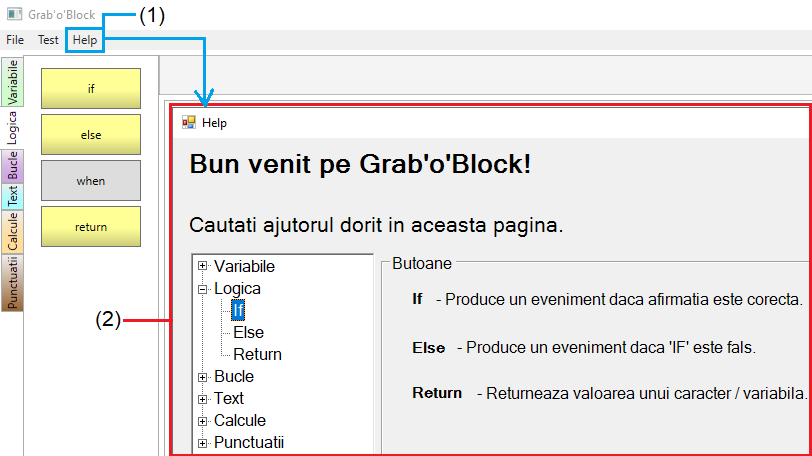 Grab'o'Block
(1)
File Test Help
Variabile
Logica
Bucle
Text
Calcule
Punctuatii
if
else
when
return
Help
Bun venit pe Grab'o'Block!
Cautati ajutorul dorit in aceasta pagina.
(2)
Variabile
Logica
If
Else
Return
Bucle
Text
Calcule
Punctuatii
Butoane
If - Produce un eveniment daca afirmatia este corecta.
Else - Produce un eveniment daca 'IF' este fals.
Return - Returneaza valoarea unui caracter / variabila.